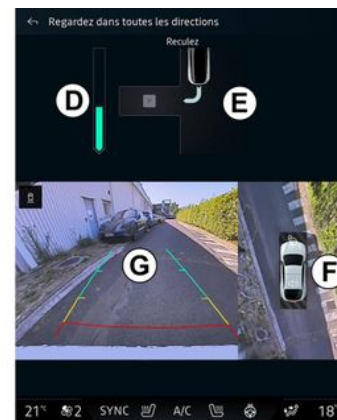 Regardez dans toutes les directions
Reculez
D
E
G
F
21° 2 SYNC A/C 18°